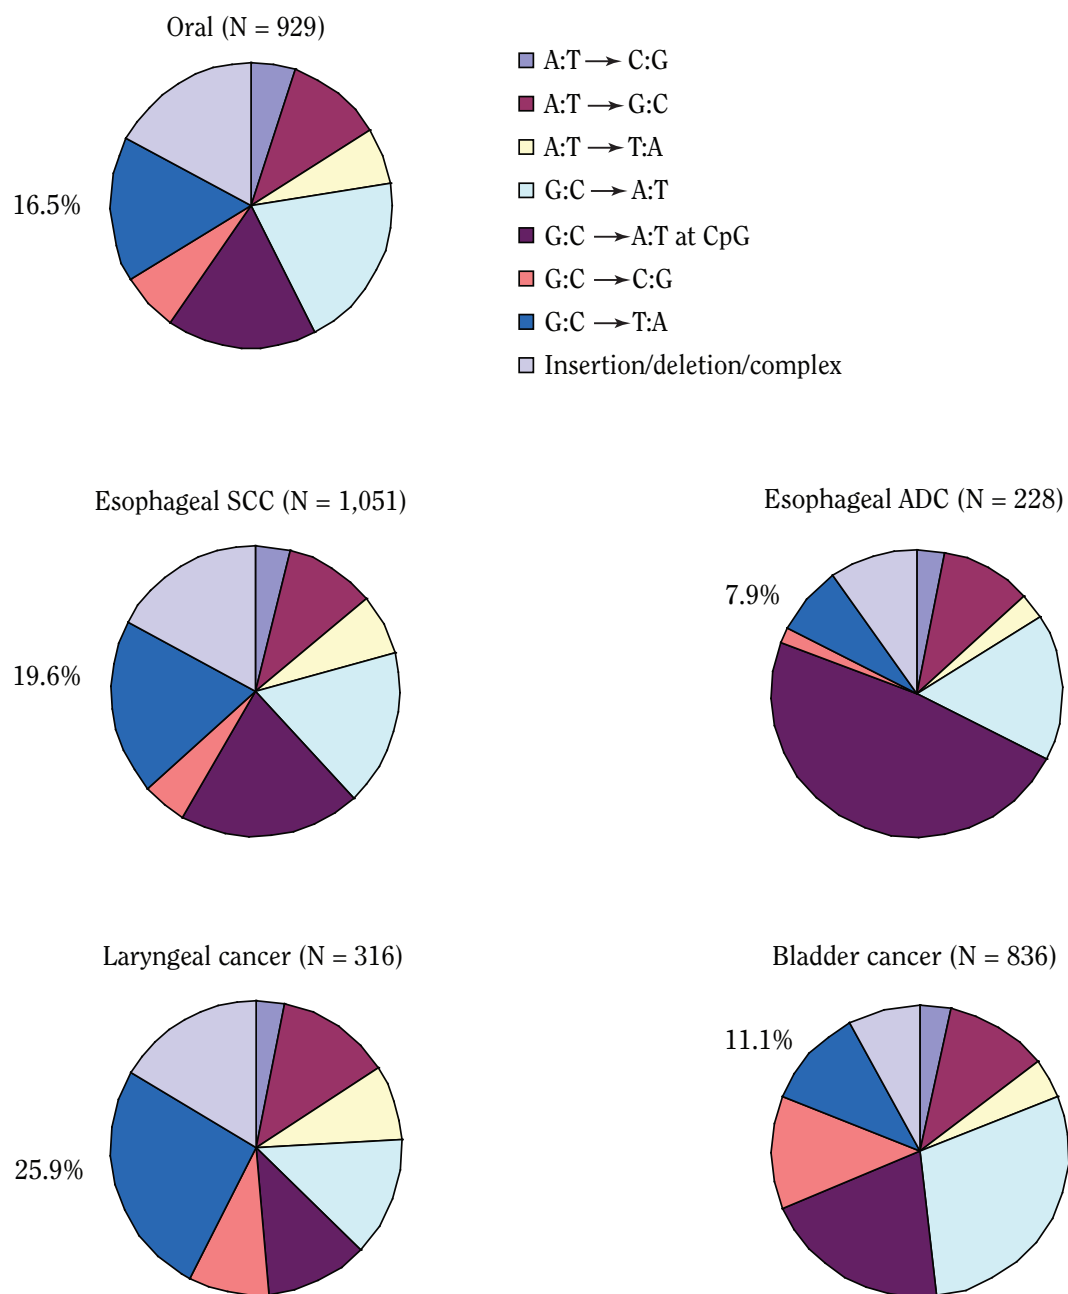 Oral (N = 929)
16.5%
A:T → C:G
A:T → G:C
A:T → T:A
G:C → A:T
G:C → A:T at CpG
G:C → C:G
G:C → T:A
Insertion/deletion/complex
Esophageal SCC (N = 1,051)
19.6%
Esophageal ADC (N = 228)
7.9%
Laryngeal cancer (N = 316)
25.9%
Bladder cancer (N = 836)
11.1%